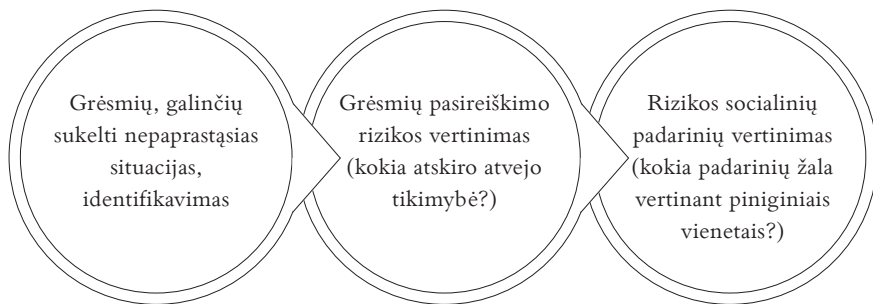 Grėsmių, galinčių
sukelti nepaprastąsias
situacijas,
identifikavimas
Grėsmių pasireiškimo
rizikos vertinimas
(kokia atskiro atvejo
tikimybė?)
Rizikos socialinių
padarinių vertinimas
(kokia padarinių žala
vertinant piniginiais
vienetais?)